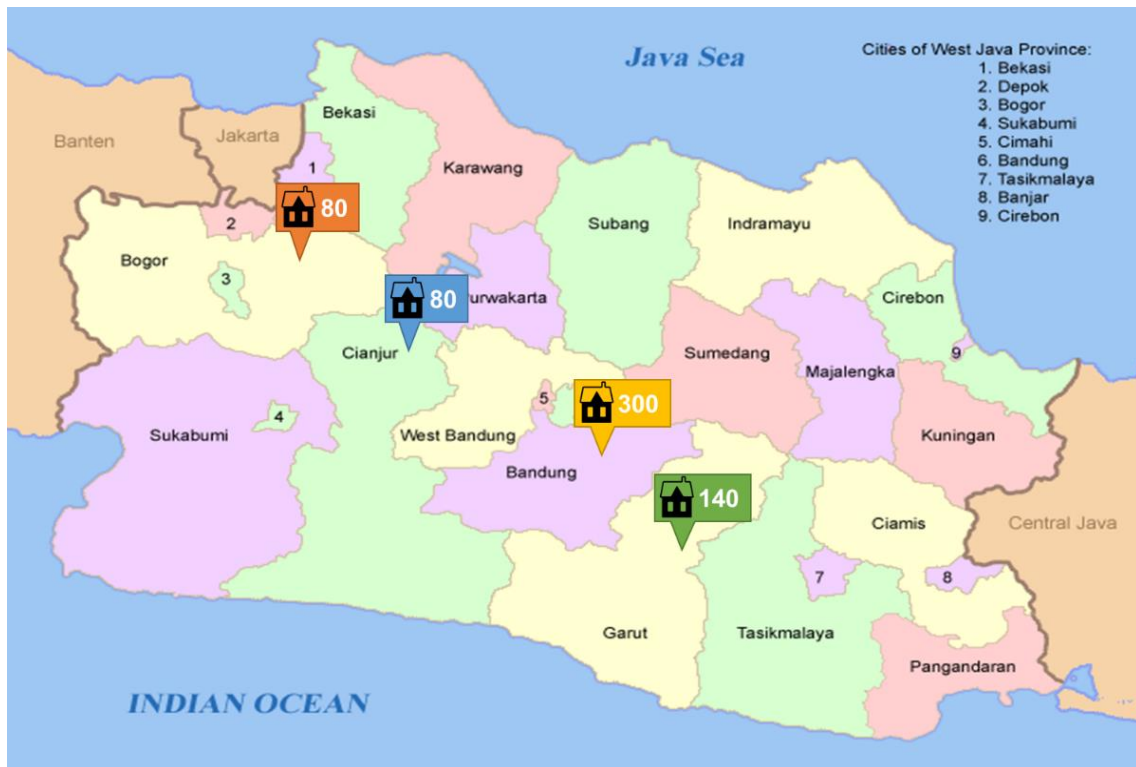 Java Sea
Cities of West Java Province:
1. Bekasi
2. Depok
3. Bogor
4. Sukabumi
5. Cimahi
6. Bandung
7. Tasikmalaya
8. Banjar
9. Cirebon
Bekasi
Banten
Jakarta
1
Karawang
80
2
Subang
Indramayu
Bogor
3
80
Purwakarta
Cirebon
Cianjur
Sumedang
9
Majalengka
5
300
4
Sukabumi
West Bandung
Kuningan
Bandung
140
Ciamis
Central Java
7
8
Garut
Tasikmalaya
Pangandaran
INDIAN OCEAN